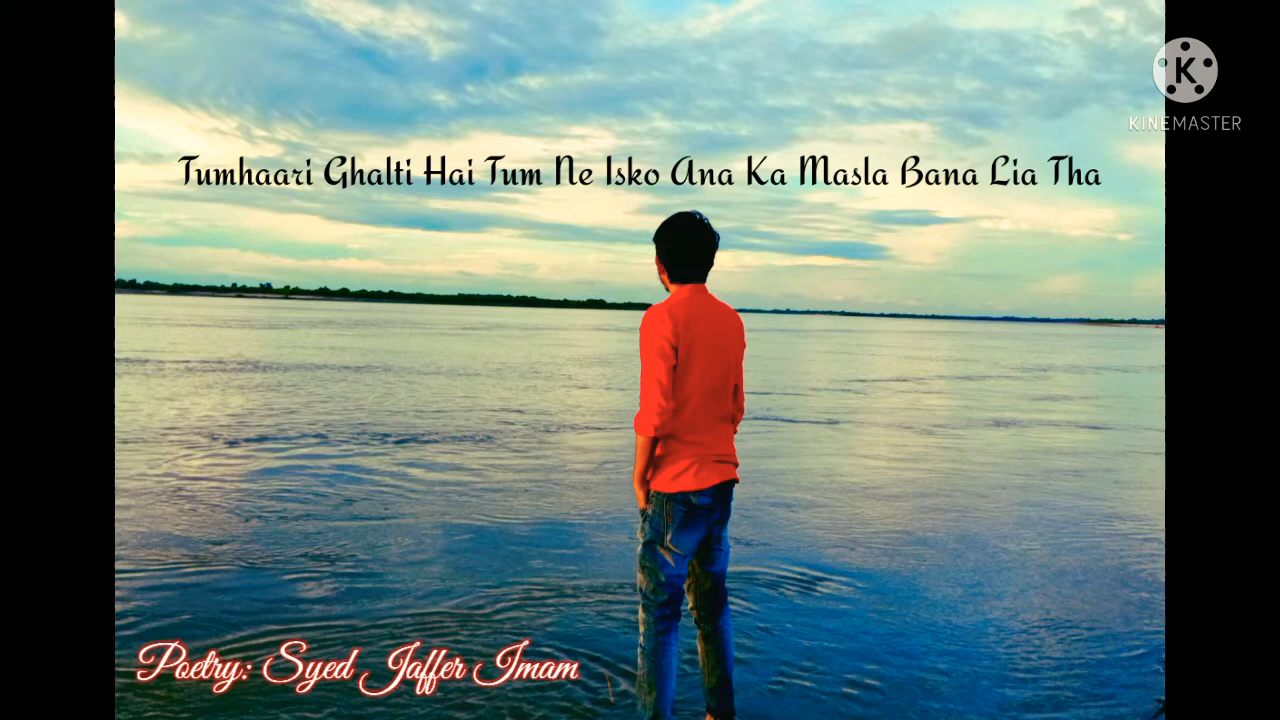 KINEMASTER
Tumhaari Ghalti Hai Tum Ne Isko Ana Ka Masla Bana Lia Tha
Poetry: Syed Jaffer Imam